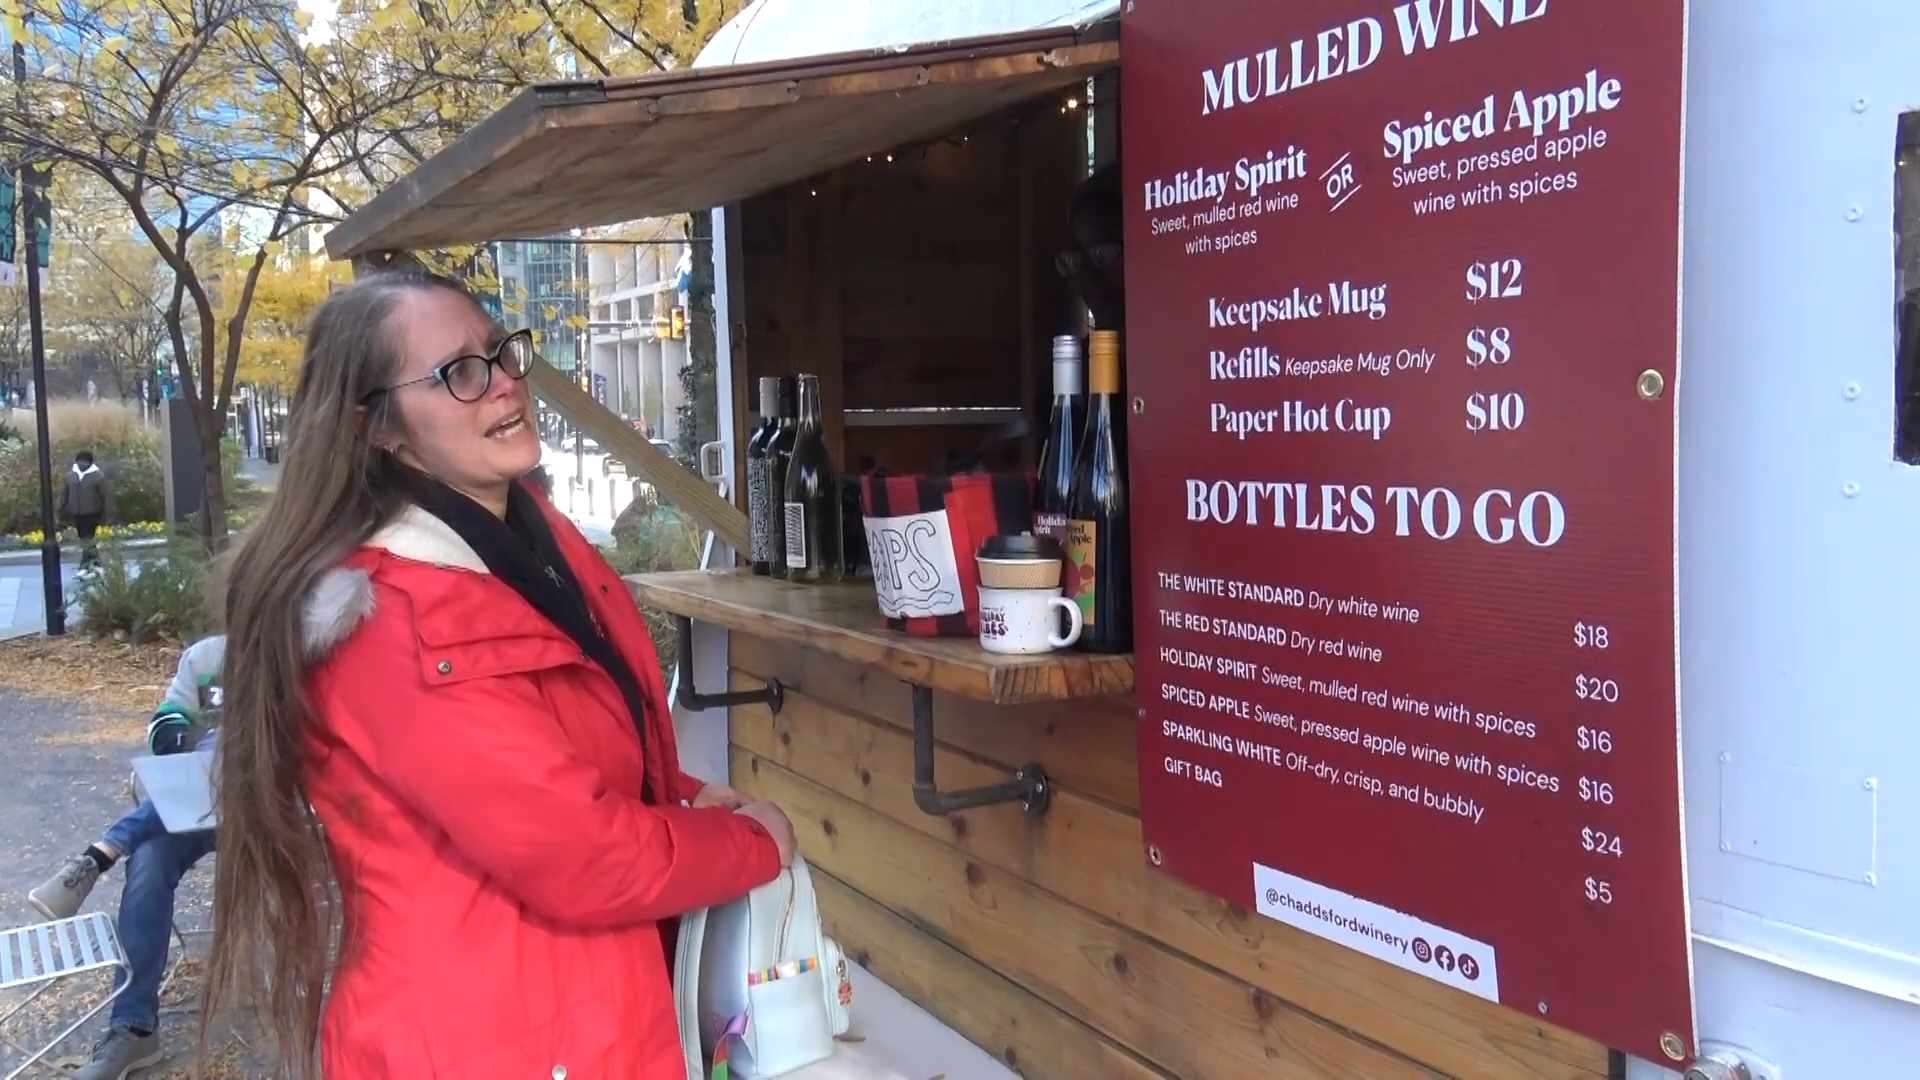 MULLED WINE
Holiday Spirit
Sweet, mulled red wine
with spices
OR
Spiced Apple
Sweet, pressed apple
wine with spices
Keepsake Mug $12
Refills Keepsake Mug Only $8
Paper Hot Cup $10
BOTTLES TO GO
THE WHITE STANDARD Dry white wine $18
THE RED STANDARD Dry red wine $20
HOLIDAY SPIRIT Sweet, mulled red wine with spices $16
SPICED APPLE Sweet, pressed apple wine with spices $16
SPARKLING WHITE Off-dry, crisp, and bubbly $24
GIFT BAG $5
@chaddsfordwinery
PS
Apple